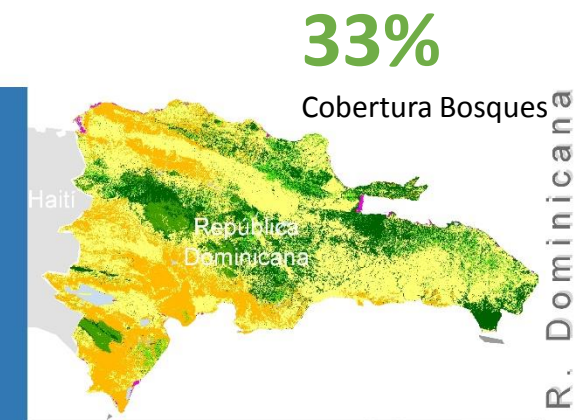 33%
Cobertura Bosques
Haití
República
Dominicana
R. Dominicana